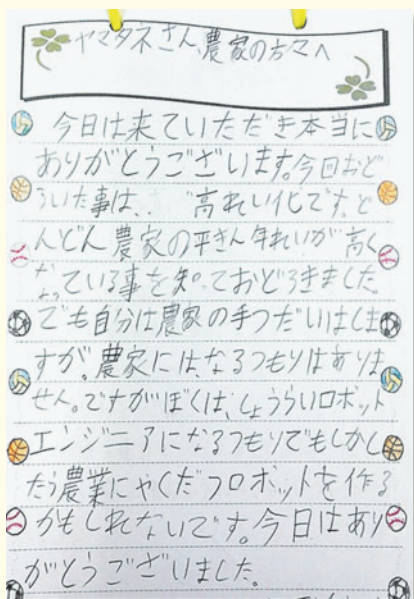 ヤマタネさん、農家の方々へ
今日は来ていただき本当に
ありがとうございます。今回おど
ろいた事は、高れい化です。ど
んどん農家の平きん年れいが高く
なっている事を知っておどろきました。
でも自分は農家の手つだいはしま
すが、農家にはなるつもりはありま
せん。ですがぼくは、しょうらいロボット
エンジニアになるつもりでもしかし
たら農業にやくだつロボットを作る
かもしれないです。今日はあり
がとうございました。